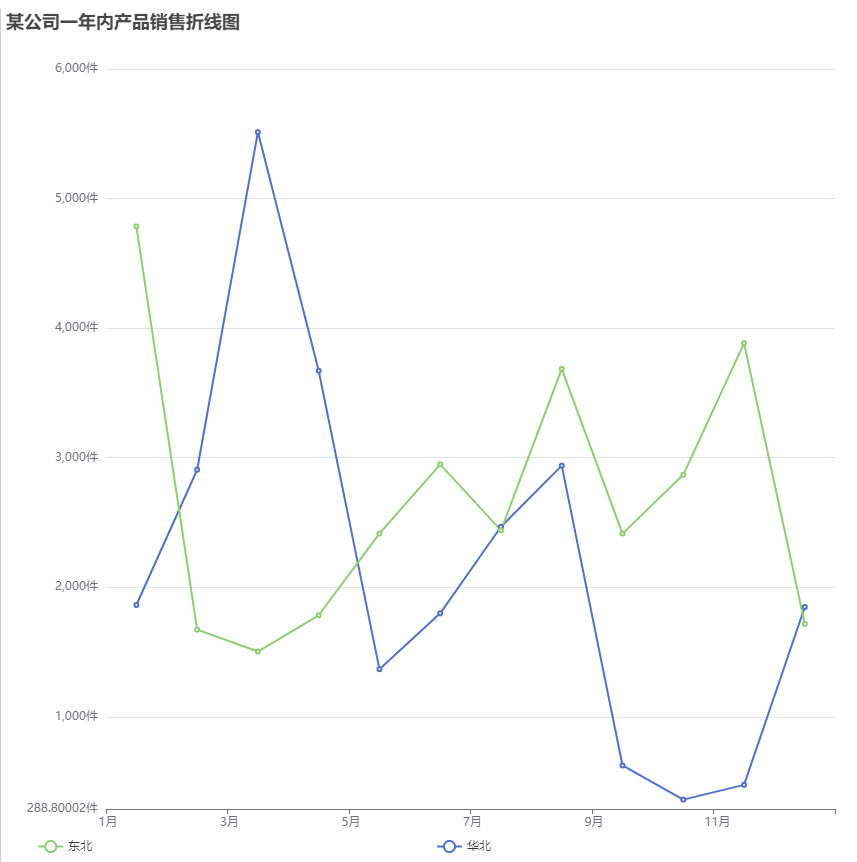 某公司一年内产品销售折线图
6,000件
5,000件
4,000件
3,000件
2,000件
1,000件
288.80002件
1月 3月 5月 7月 9月 11月
东北 华北